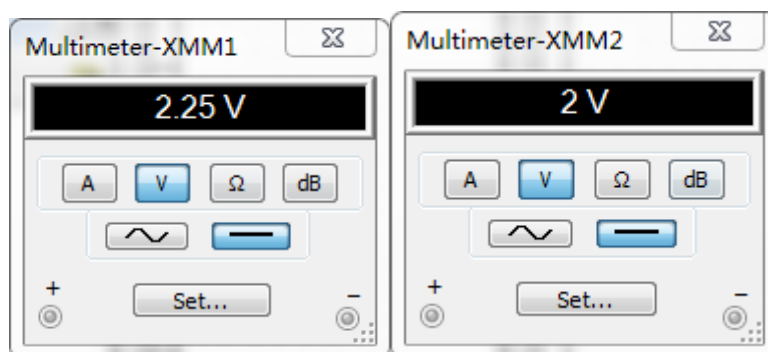 Multimeter-XMM1
2.25 V
A V Ω dB
+ Set... -
Multimeter-XMM2
2 V
A V Ω dB
+ Set... -